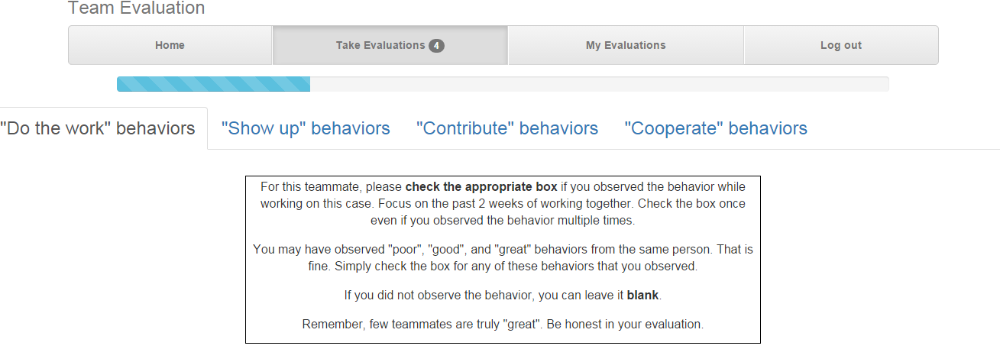 Team Evaluation
Home
Take Evaluations 4
My Evaluations
Log out
"Do the work" behaviors
"Show up" behaviors
"Contribute" behaviors
"Cooperate" behaviors
For this teammate, please check the appropriate box if you observed the behavior while
working on this case. Focus on the past 2 weeks of working together. Check the box once
even if you observed the behavior multiple times.
You may have observed "poor", "good", and "great" behaviors from the same person. That is
fine. Simply check the box for any of these behaviors that you observed.
If you did not observe the behavior, you can leave it blank.
Remember, few teammates are truly "great". Be honest in your evaluation.